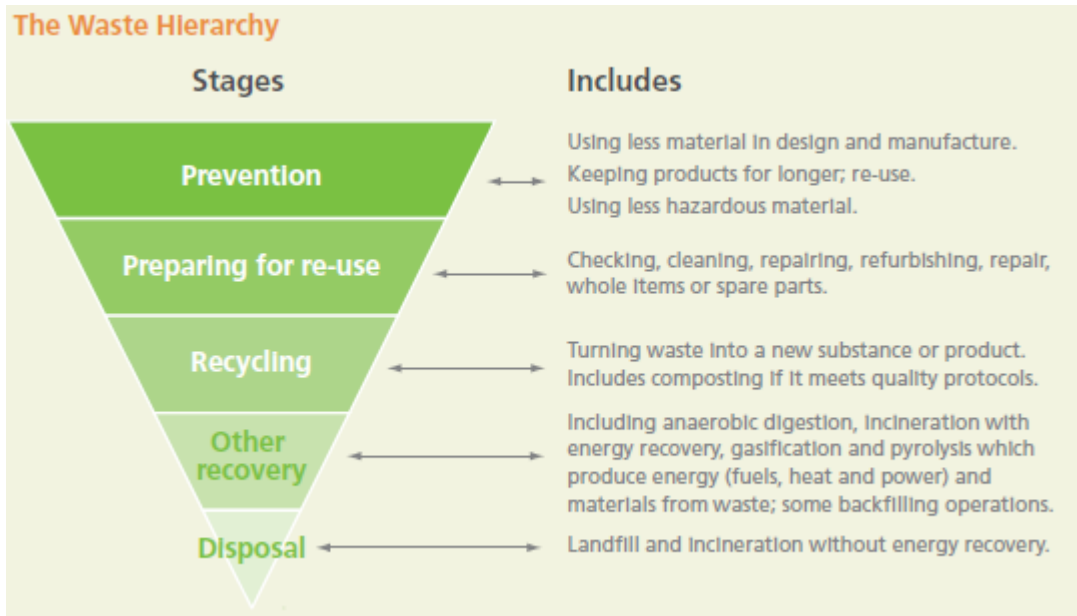 The Waste Hierarchy
Stages
Includes
Prevention
Using less material in design and manufacture.
Keeping products for longer; re-use.
Using less hazardous material.
Preparing for re-use
Checking, cleaning, repairing, refurbishing, repair,
whole items or spare parts.
Recycling
Turning waste into a new substance or product.
Includes composting if it meets quality protocols.
Other
recovery
Including anaerobic digestion, incineration with
energy recovery, gasification and pyrolysis which
produce energy (fuels, heat and power) and
materials from waste; some backfilling operations.
Disposal
Landfill and incineration without energy recovery.